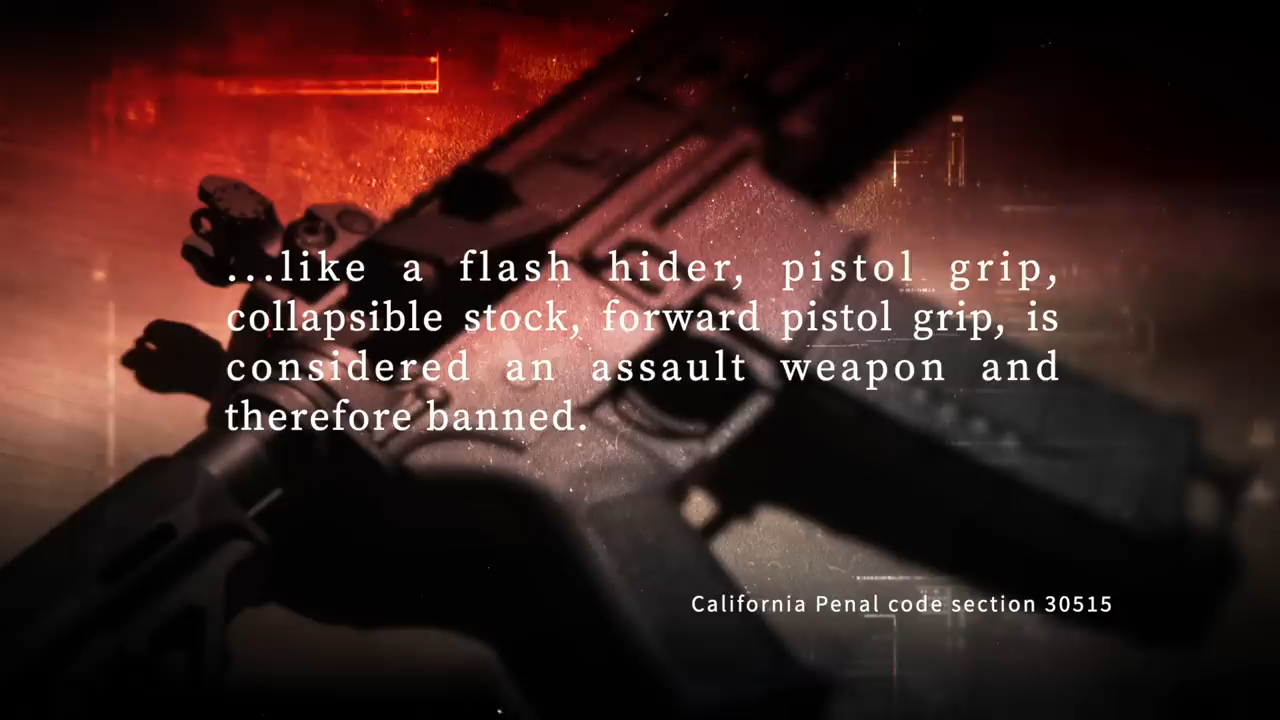 ...like a flash hider, pistol grip,
collapsible stock, forward pistol grip, is
considered an assault weapon and
therefore banned.
California Penal code section 30515